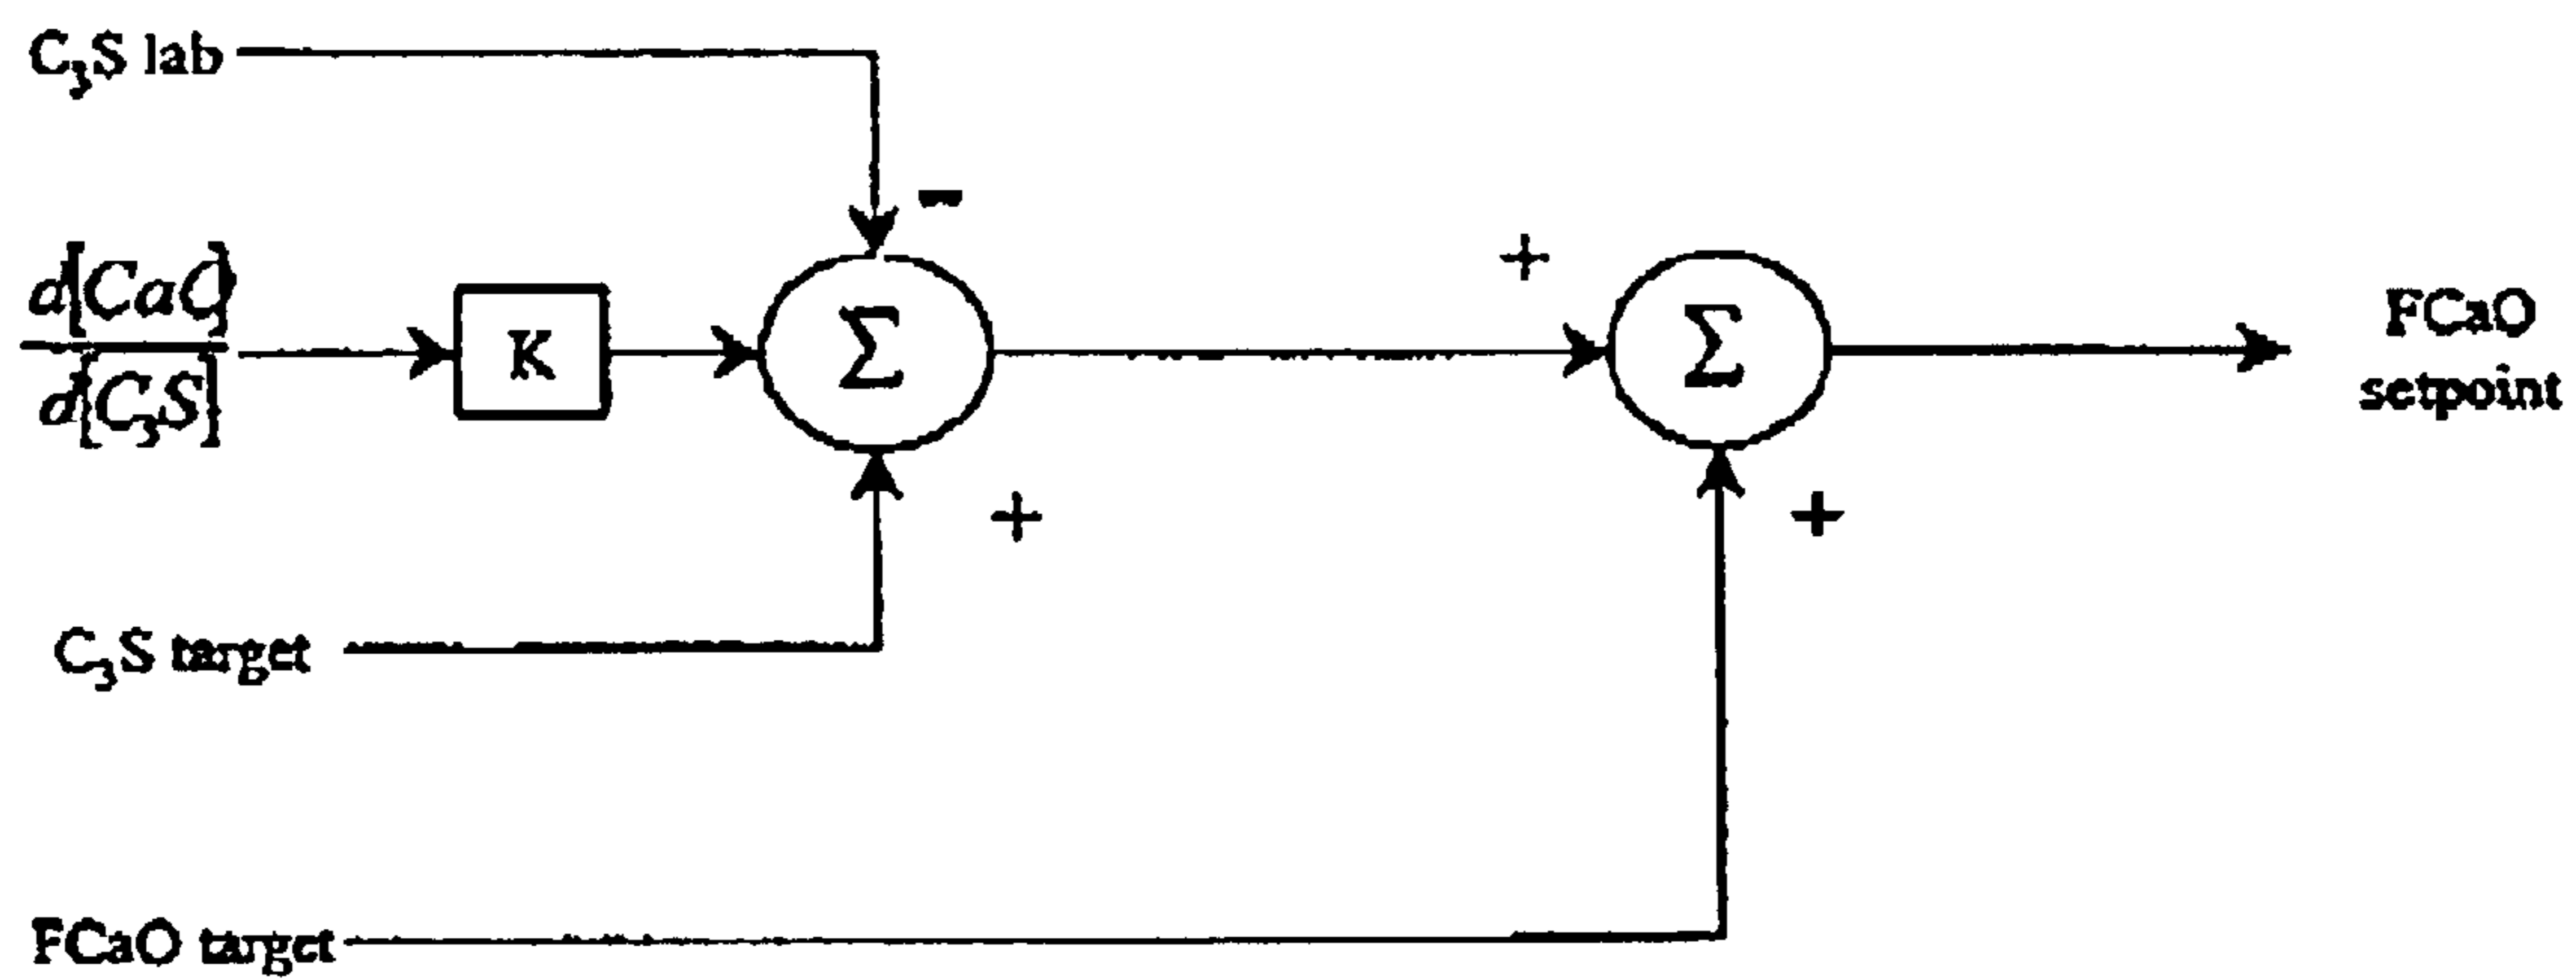 C₃S lab
−
d[CaO]
d[C₃S]
K
Σ
+
Σ
FCaO
setpoint
+
+
C₃S target
FCaO target